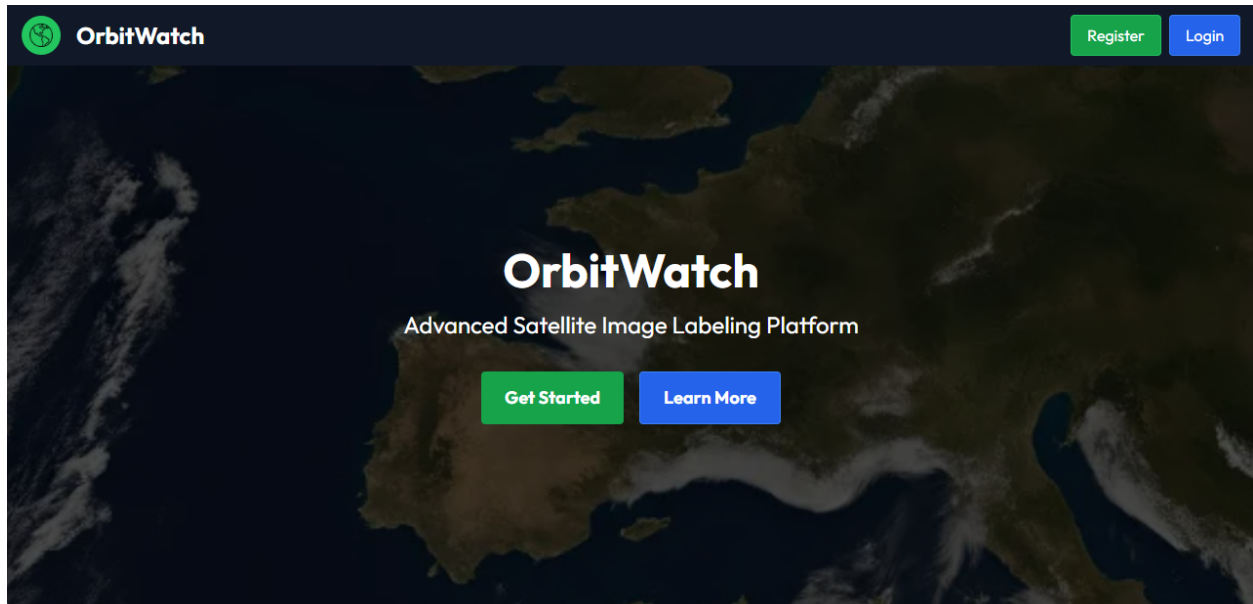 OrbitWatch
Register
Login
OrbitWatch
Advanced Satellite Image Labeling Platform
Get Started
Learn More